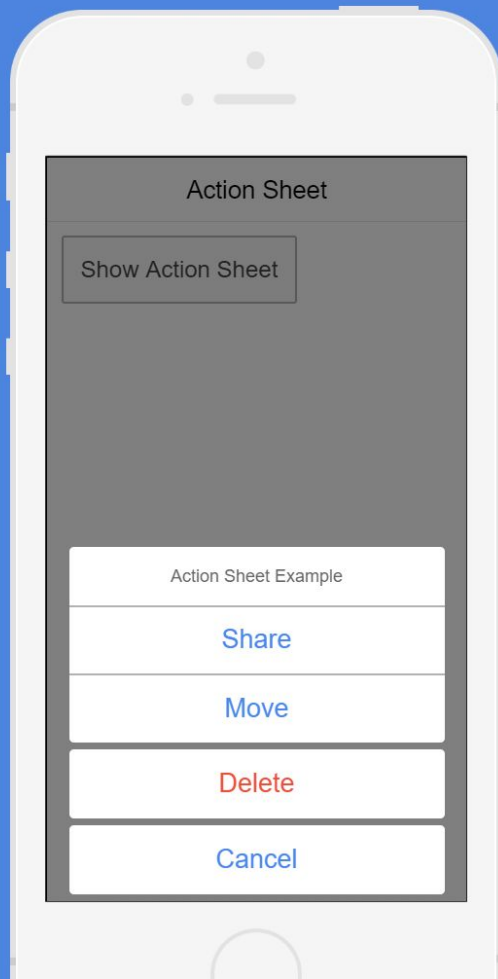 Action Sheet
Show Action Sheet
Action Sheet Example
Share
Move
Delete
Cancel